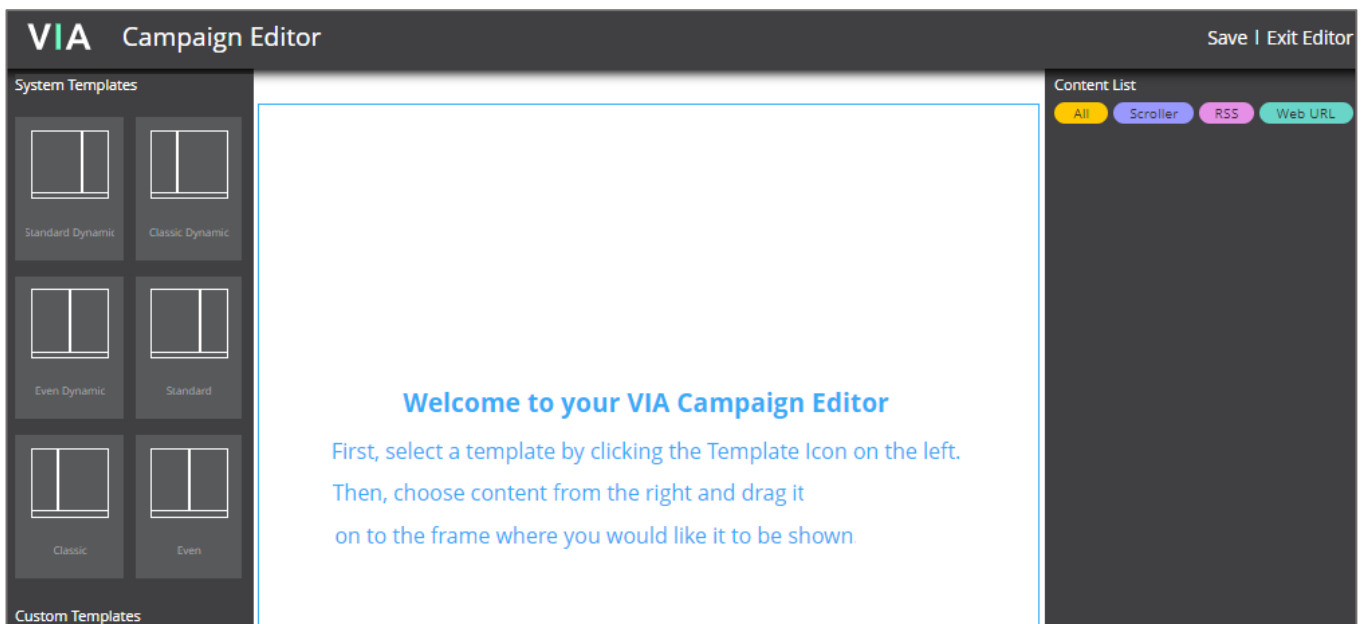 VIA Campaign Editor
Save | Exit Editor
System Templates
Standard Dynamic
Classic Dynamic
Even Dynamic
Standard
Classic
Even
Custom Templates
Welcome to your VIA Campaign Editor
First, select a template by clicking the Template Icon on the left.
Then, choose content from the right and drag it
on to the frame where you would like it to be shown.
Content List
All
Scroller
RSS
Web URL